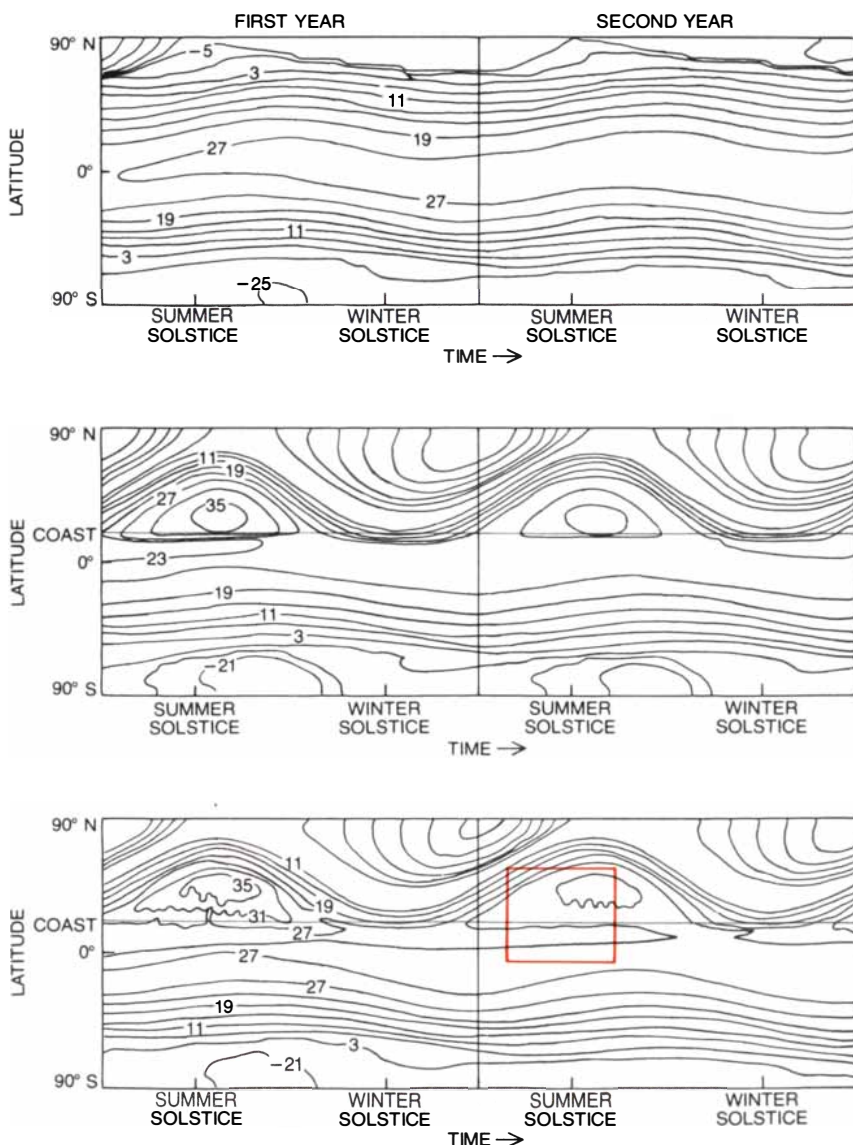 FIRST YEAR SECOND YEAR
90° N
-5
3
11
19
27
LATITUDE
0°
27
19
11
3
-25
90° S
SUMMER SOLSTICE WINTER SOLSTICE SUMMER SOLSTICE WINTER SOLSTICE
TIME →
90° N
11
19
27
35
COAST
LATITUDE
23
0°
19
11
3
-21
90° S
SUMMER SOLSTICE WINTER SOLSTICE SUMMER SOLSTICE WINTER SOLSTICE
TIME →
90° N
11
35
19
31
COAST
27
LATITUDE
0°
27
27
19
11
3
-21
90° S
SUMMER SOLSTICE WINTER SOLSTICE SUMMER SOLSTICE WINTER SOLSTICE
TIME →